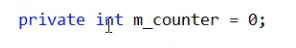 private int m_counter = 0;